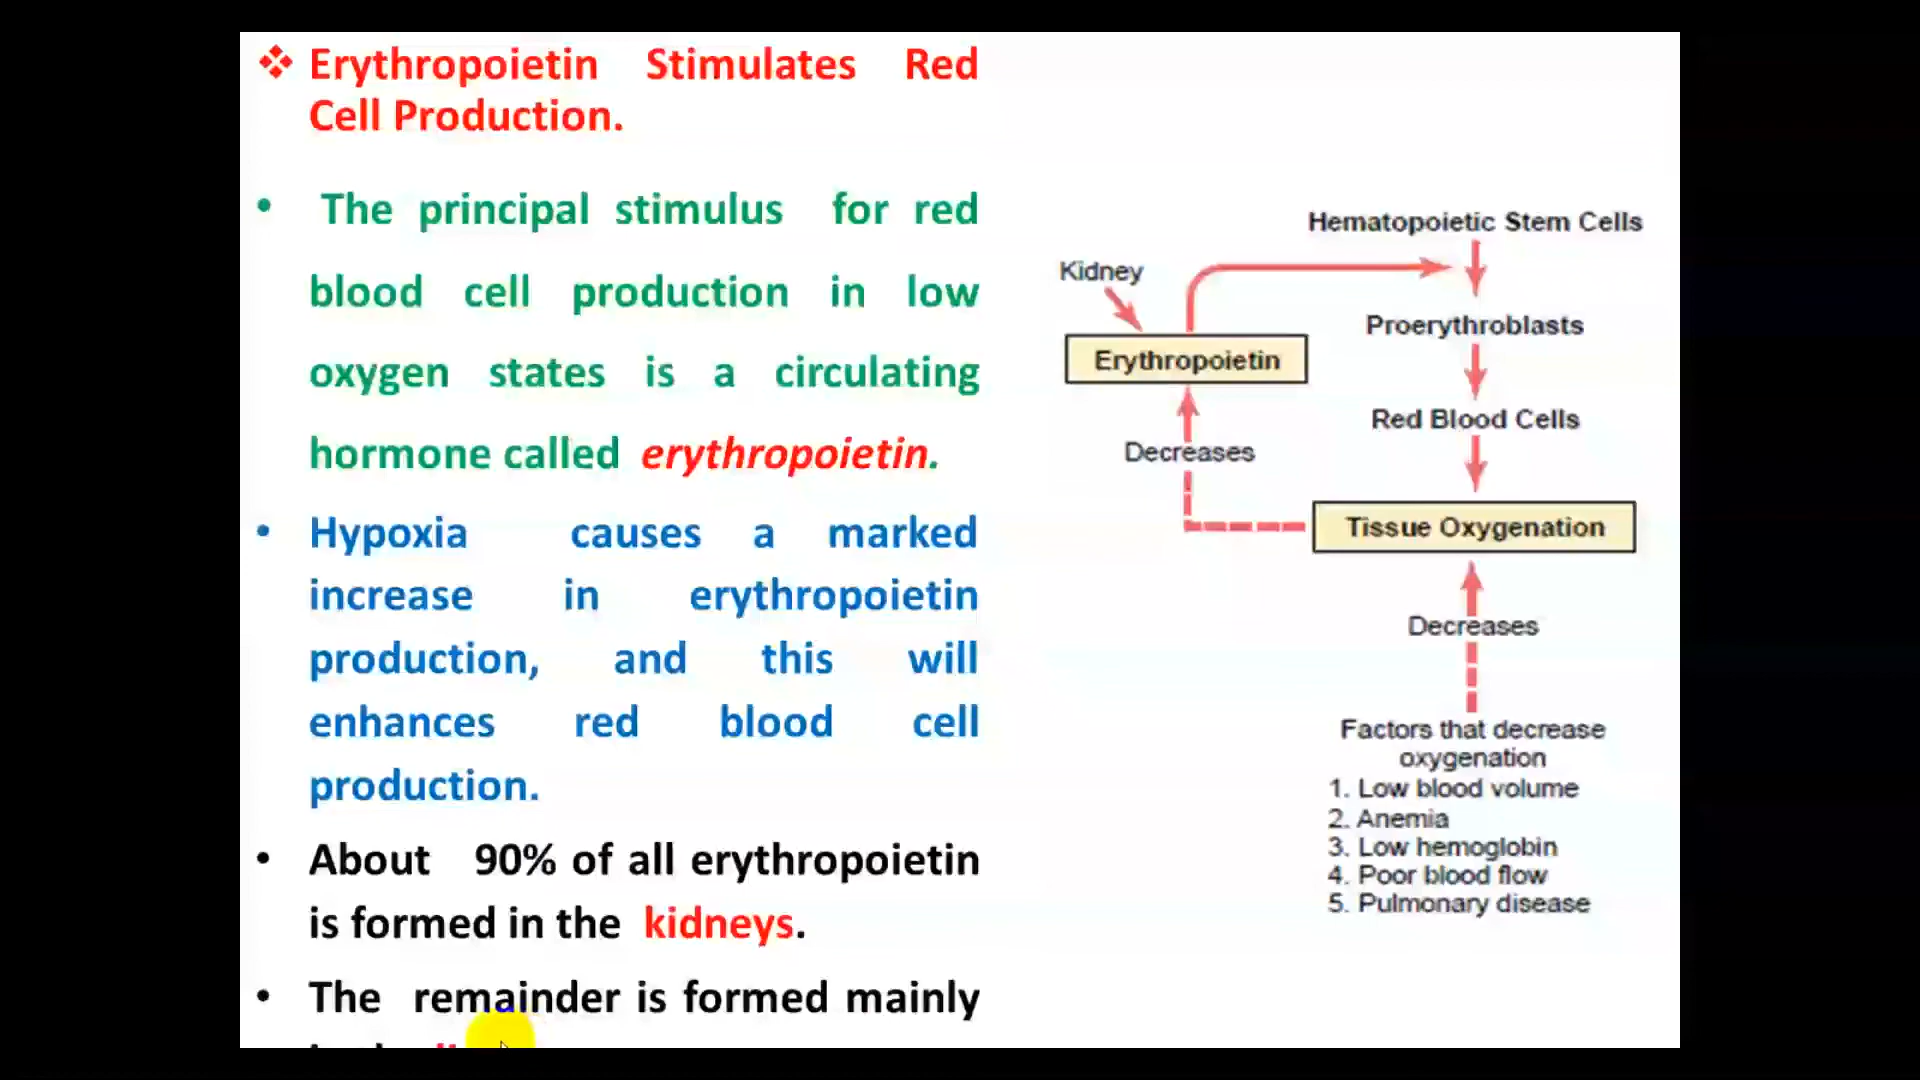 ❖ Erythropoietin Stimulates Red
Cell Production.
• The principal stimulus for red
blood cell production in low
oxygen states is a circulating
hormone called erythropoietin.
• Hypoxia causes a marked
increase in erythropoietin
production, and this will
enhances red blood cell
production.
• About 90% of all erythropoietin
is formed in the kidneys.
• The remainder is formed mainly
Hematopoietic Stem Cells
Kidney
Proerythroblasts
Erythropoietin
Red Blood Cells
Decreases
Tissue Oxygenation
Decreases
Factors that decrease
oxygenation
1. Low blood volume
2. Anemia
3. Low hemoglobin
4. Poor blood flow
5. Pulmonary disease